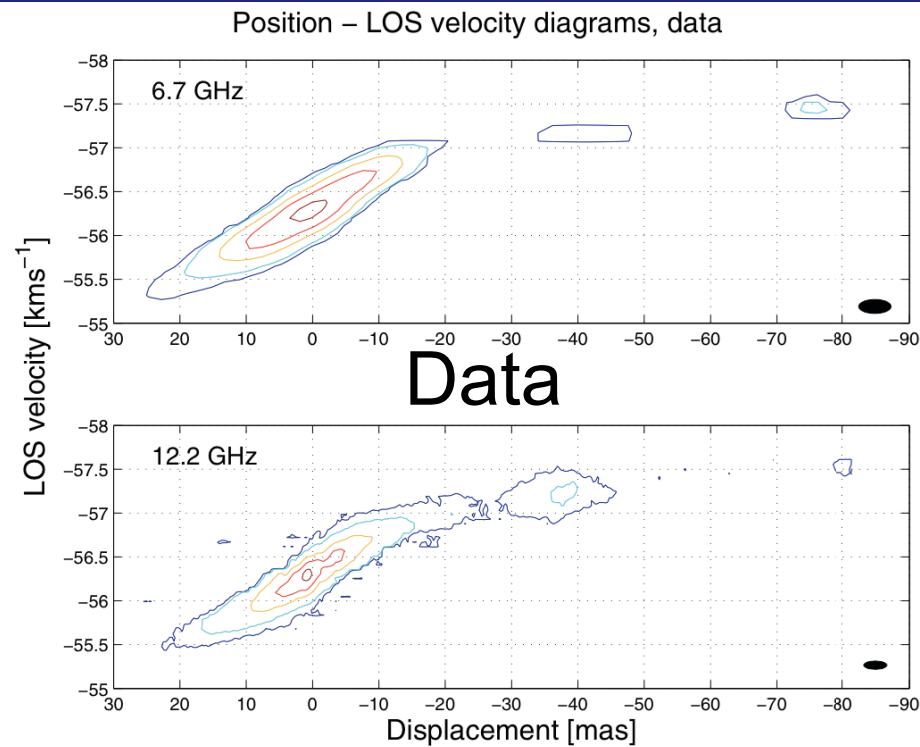 Position – LOS velocity diagrams, data
6.7 GHz
−58
−57.5
−57
−56.5
−56
−55.5
−55
30 20 10 0 −10 −20 −30 −40 −50 −60 −70 −80 −90
Data
LOS velocity [kms−1]
12.2 GHz
−58
−57.5
−57
−56.5
−56
−55.5
−55
30 20 10 0 −10 −20 −30 −40 −50 −60 −70 −80 −90
Displacement [mas]